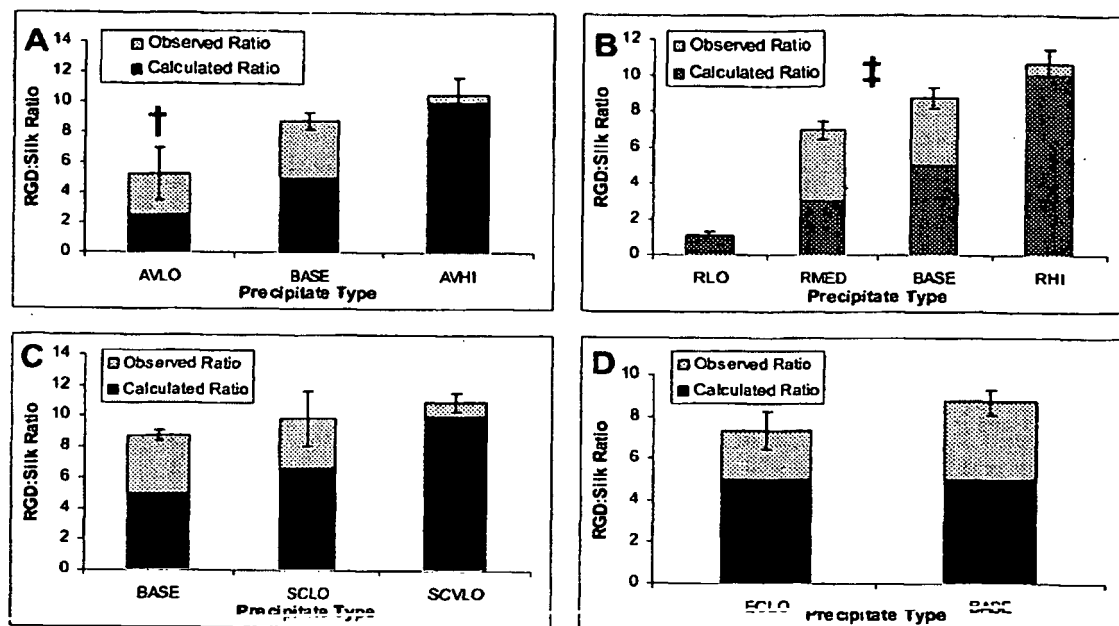 A
14
12
10
8
6
4
2
0
RGD:Silk Ratio
Observed Ratio
Calculated Ratio
†
AVLO BASE AVHI
Precipitate Type
B
12
10
8
6
4
2
0
RGD:Silk Ratio
Observed Ratio
Calculated Ratio
‡
RLO RMED BASE RHI
Precipitate Type
C
14
12
10
8
6
4
2
0
RGD:Silk Ratio
Observed Ratio
Calculated Ratio
BASE SCLO SCVLO
Precipitate Type
D
10
8
6
4
2
0
RGD:Silk Ratio
Observed Ratio
Calculated Ratio
BASE
Precipitate Type